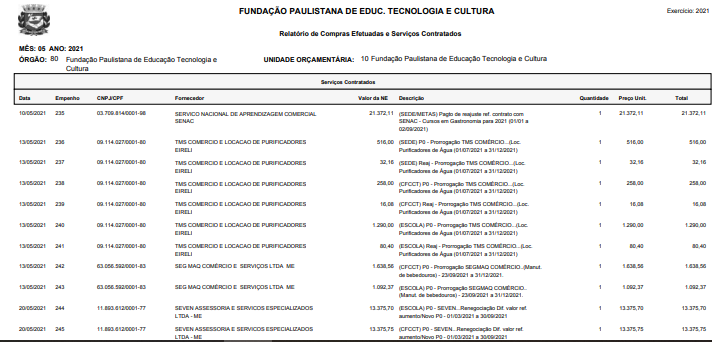 FUNDAÇÃO PAULISTANA DE EDUC. TECNOLOGIA E CULTURA
Exercício: 2021
Relatório de Compras Efetuadas e Serviços Contratados
MÊS: 05 ANO: 2021
ÓRGÃO: 80 Fundação Paulistana de Educação Tecnologia e
Cultura
UNIDADE ORÇAMENTÁRIA: 10 Fundação Paulistana de Educação Tecnologia e Cultura
Serviços Contratados
Data Empenho CNPJ/CPF Fornecedor Valor da NE Descrição Quantidade Preço Unit. Total
10/05/2021 235 03.709.814/0001-98 SERVICO NACIONAL DE APRENDIZAGEM COMERCIAL 21.372,11 (SEDE/METAS) Pagto de reajuste ref. contrato com 1 21.372,11 21.372,11
SENAC SENAC - Cursos em Gastronomia para 2021 (01/01 a
02/09/2021)
13/05/2021 236 09.114.027/0001-80 TMS COMERCIO E LOCACAO DE PURIFICADORES 516,00 (SEDE) P0 - Prorrogação TMS COMÉRCIO...(Loc. 1 516,00 516,00
EIRELI Purificadores de Água (01/07/2021 a 31/12/2021)
13/05/2021 237 09.114.027/0001-80 TMS COMERCIO E LOCACAO DE PURIFICADORES 32,16 (SEDE) Reaj - Prorrogação TMS COMÉRCIO...(Loc. 1 32,16 32,16
EIRELI Purificadores de Água (01/07/2021 a 31/12/2021)
13/05/2021 238 09.114.027/0001-80 TMS COMERCIO E LOCACAO DE PURIFICADORES 258,00 (CFCCT) P0 - Prorrogação TMS COMÉRCIO...(Loc. 1 258,00 258,00
EIRELI Purificadores de Água (01/07/2021 a 31/12/2021)
13/05/2021 239 09.114.027/0001-80 TMS COMERCIO E LOCACAO DE PURIFICADORES 16,08 (CFCCT) Reaj - Prorrogação TMS COMÉRCIO...(Loc. 1 16,08 16,08
EIRELI Purificadores de Água (01/07/2021 a 31/12/2021)
13/05/2021 240 09.114.027/0001-80 TMS COMERCIO E LOCACAO DE PURIFICADORES 1.290,00 (ESCOLA) P0 - Prorrogação TMS COMÉRCIO...(Loc. 1 1.290,00 1.290,00
EIRELI Purificadores de Água (01/07/2021 a 31/12/2021)
13/05/2021 241 09.114.027/0001-80 TMS COMERCIO E LOCACAO DE PURIFICADORES 80,40 (ESCOLA) Reaj - Prorrogação TMS COMÉRCIO...(Loc. 1 80,40 80,40
EIRELI Purificadores de Água (01/07/2021 a 31/12/2021)
13/05/2021 242 63.056.592/0001-83 SEG MAQ COMÉRCIO E SERVIÇOS LTDA ME 1.638,56 (CFCCT) P0 - Prorrogação SEGMAQ COMÉRCIO..(Manut. 1 1.638,56 1.638,56
de bebedouros) - 23/09/2021 a 31/12/2021.
13/05/2021 243 63.056.592/0001-83 SEG MAQ COMÉRCIO E SERVIÇOS LTDA ME 1.092,37 (ESCOLA) P0 - Prorrogação SEGMAQ COMÉRCIO.. 1 1.092,37 1.092,37
(Manut. de bebedouros) - 23/09/2021 a 31/12/2021.
20/05/2021 244 11.893.612/0001-77 SEVEN ASSESSORIA E SERVICOS ESPECIALIZADOS 13.375,70 (ESCOLA) P0 - SEVEN...Renegociação Dif. valor ref. 1 13.375,70 13.375,70
LTDA - ME aumento/Novo P0 - 01/03/2021 a 30/09/2021
20/05/2021 245 11.893.612/0001-77 SEVEN ASSESSORIA E SERVICOS ESPECIALIZADOS 13.375,75 (CFCCT) P0 - SEVEN...Renegociação Dif. valor ref. 1 13.375,75 13.375,75
LTDA - ME aumento/Novo P0 - 01/03/2021 a 30/09/2021